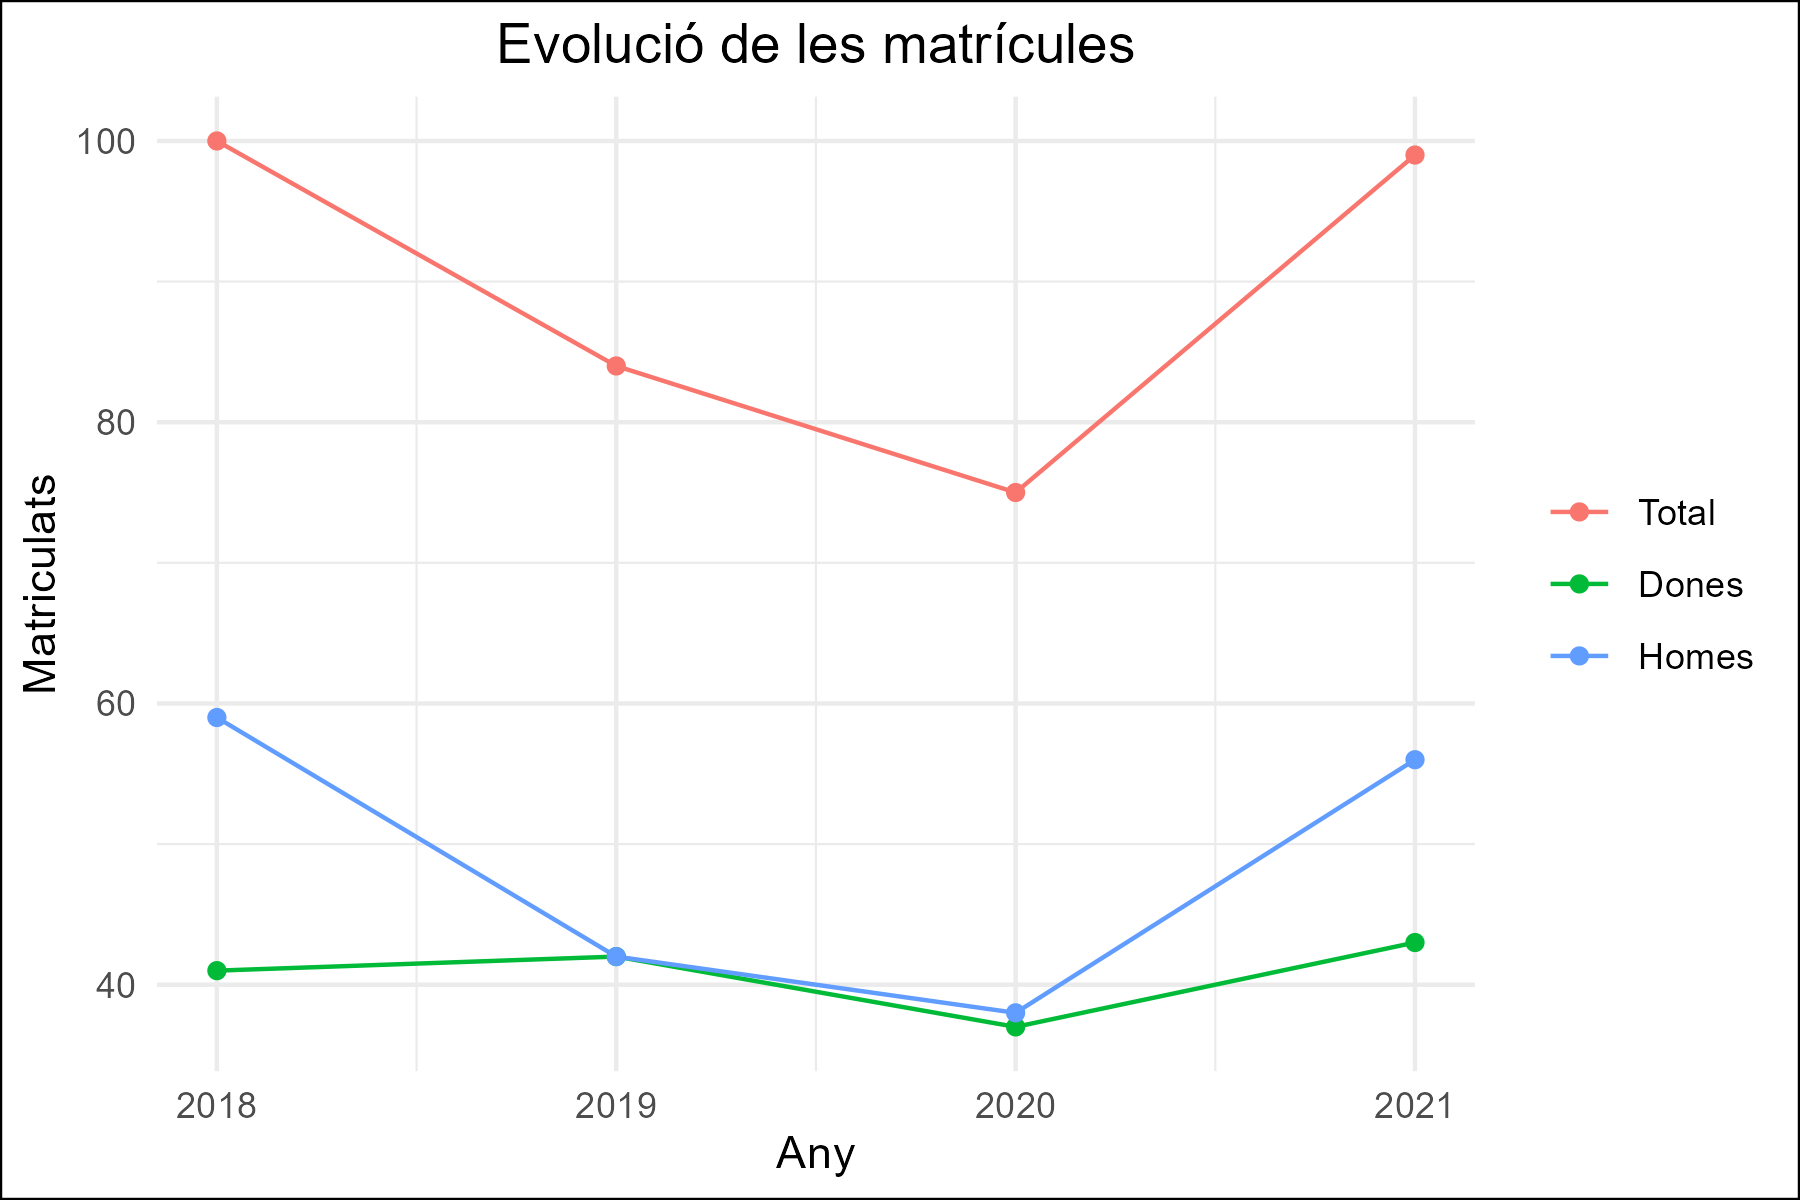 Evolució de les matrícules
100
80
60
40
Matriculats
2018 2019 2020 2021
Any
Total
Dones
Homes